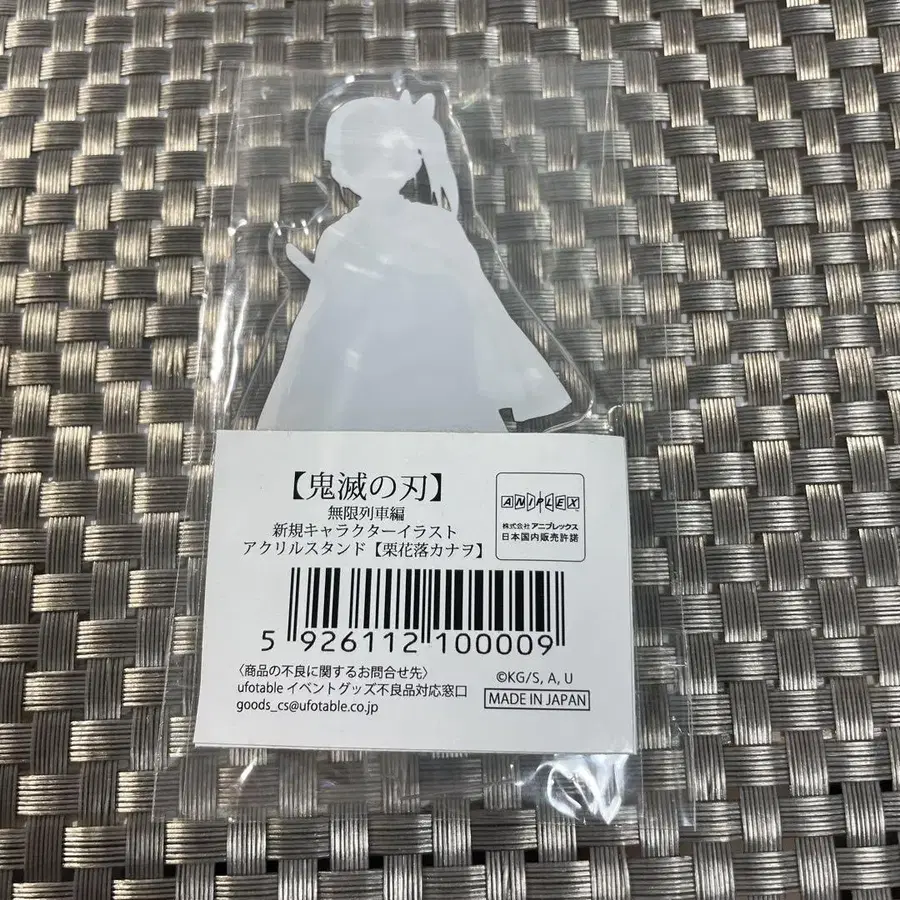 【鬼滅の刃】
無限列車編
新規キャラクターイラスト
アクリルスタンド【栗花落カナヲ】
ANIPLEX
株式会社 アニプレックス
日本国内販売許諾
5 926112 100009
〈商品の不良に関するお問合せ先〉
ufotable イベントグッズ不良品対応窓口
goods_cs@ufotable.co.jp
©KG/S, A, U
MADE IN JAPAN